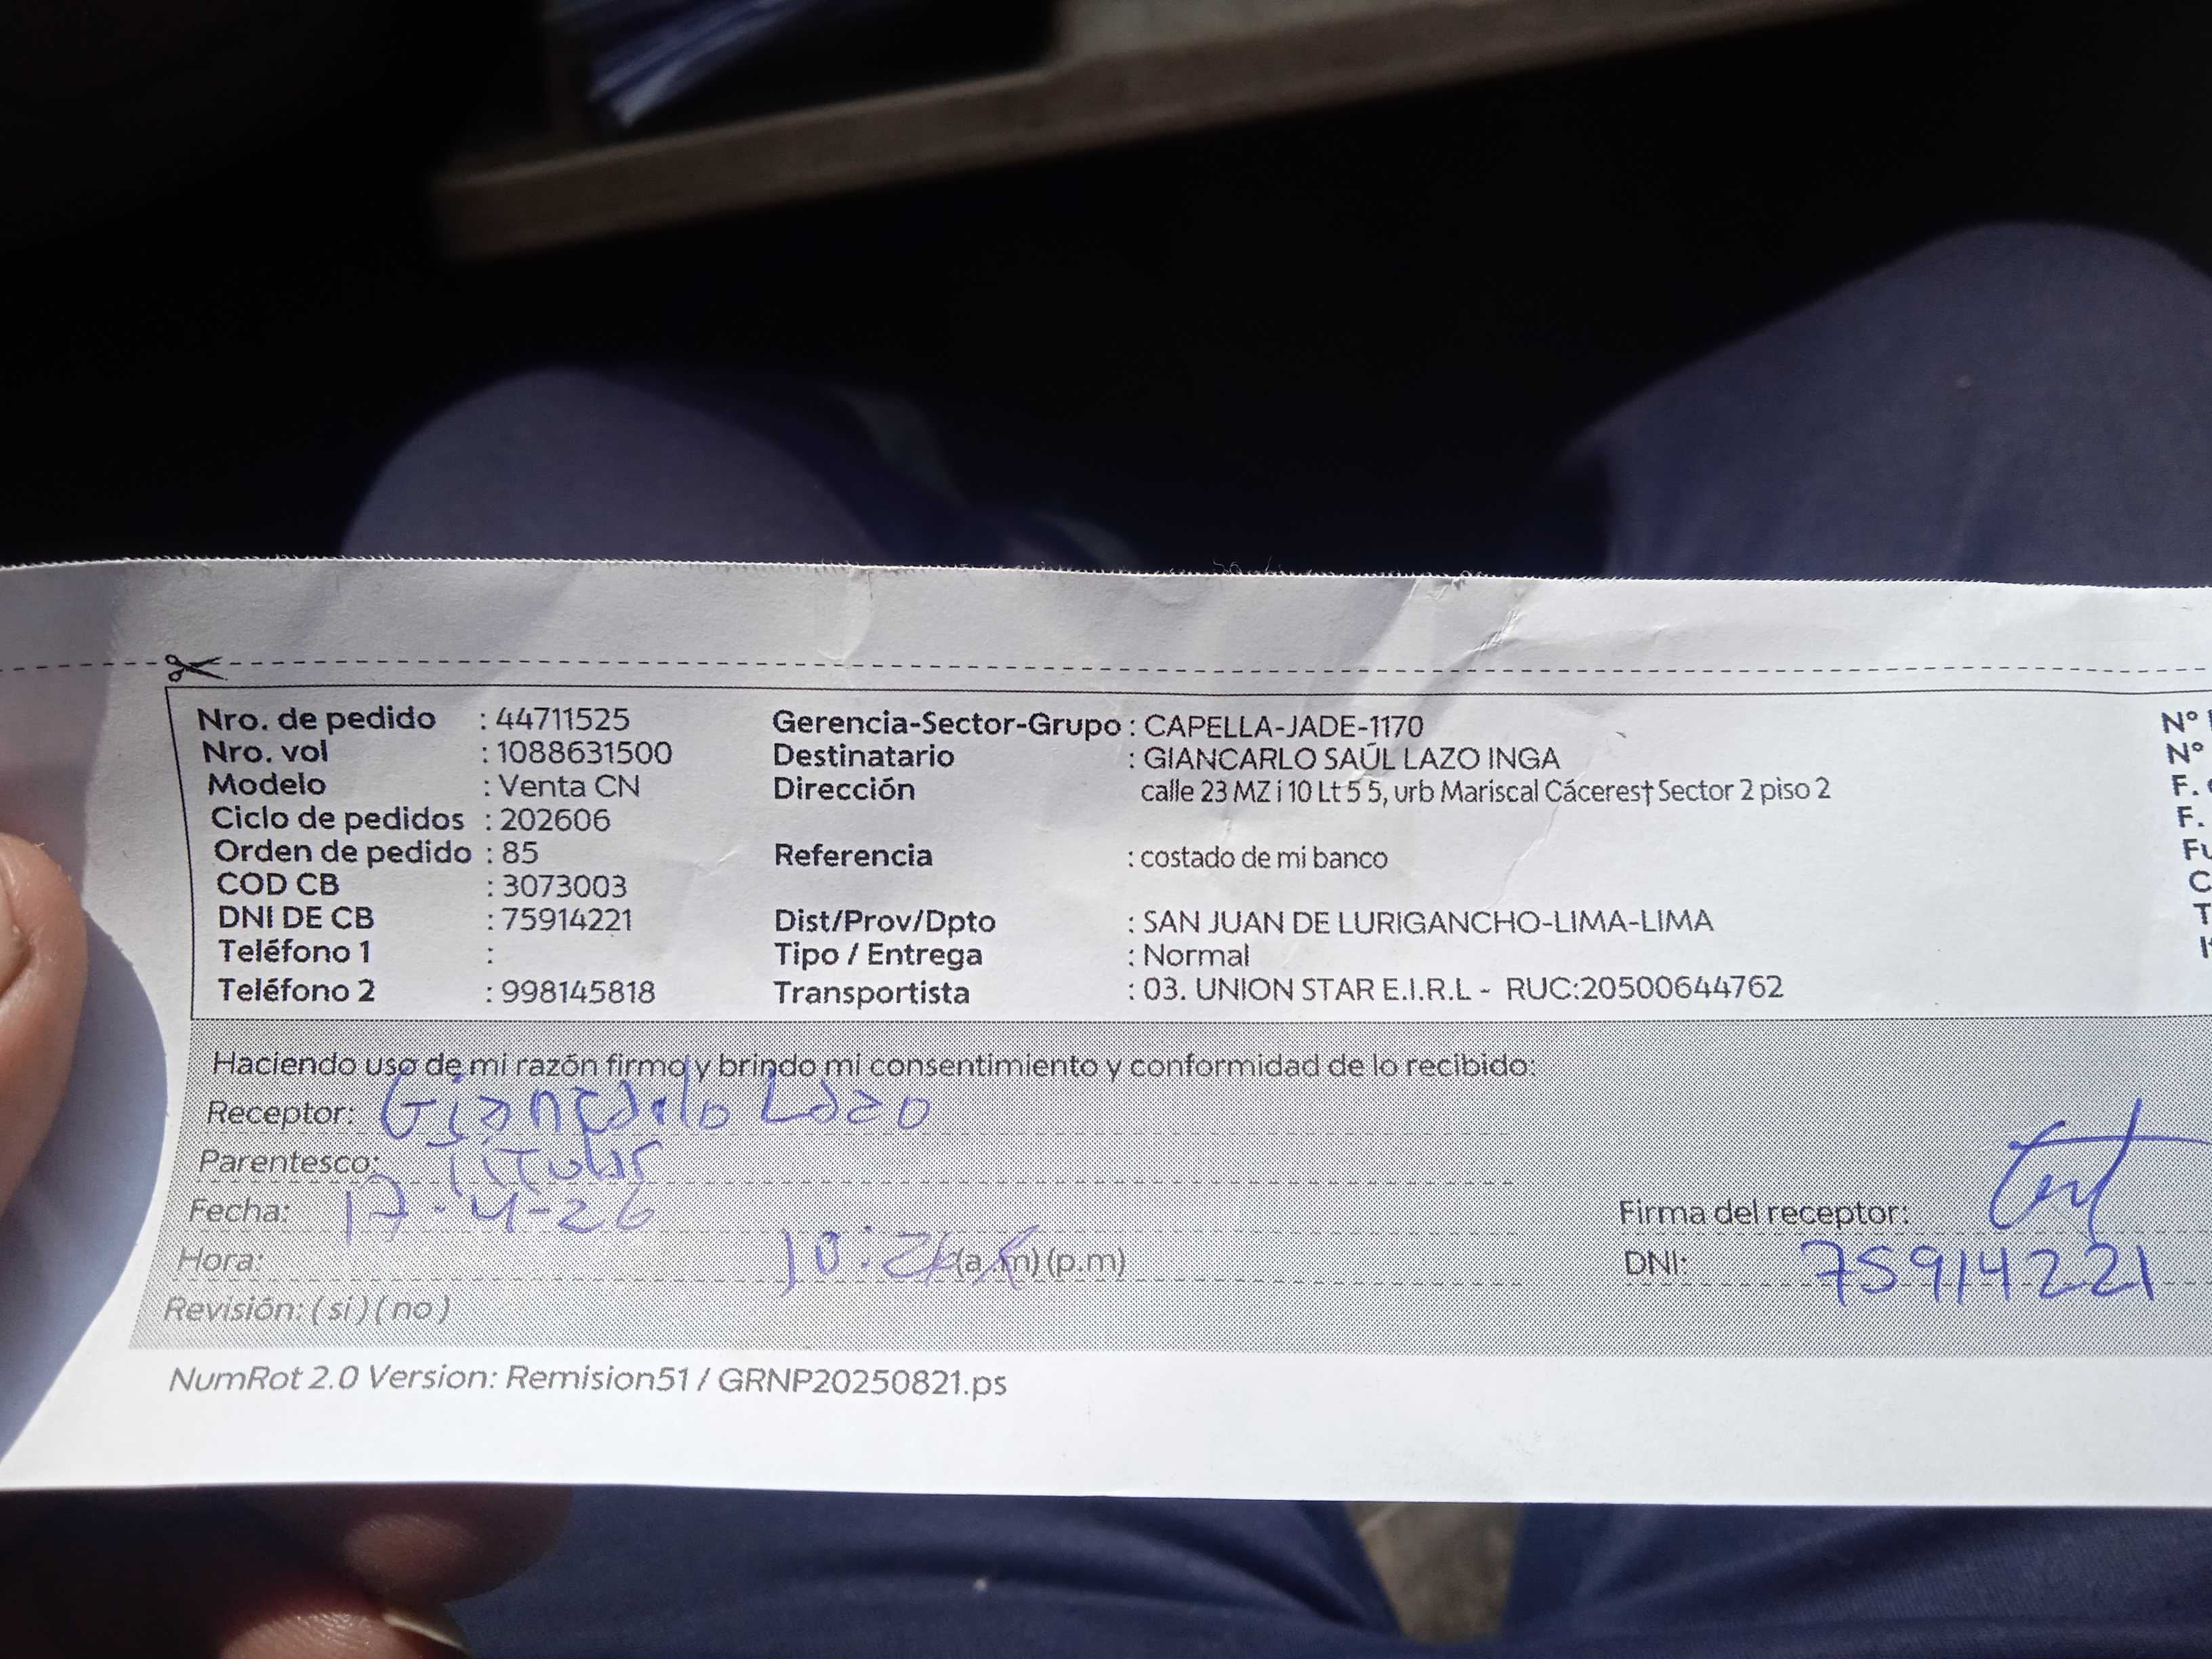 Nro. de pedido : 44711525 Gerencia-Sector-Grupo : CAPELLA-JADE-1170 N°
Nro. vol : 1088631500 Destinatario : GIANCARLO SAÚL LAZO INGA N°
Modelo : Venta CN Dirección calle 23 MZ i 10 Lt 5 5, urb Mariscal Cáceres† Sector 2 piso 2 F.
Ciclo de pedidos : 202606 F.
Orden de pedido : 85 Referencia : costado de mi banco Fu
COD CB : 3073003 C
DNI DE CB : 75914221 Dist/Prov/Dpto : SAN JUAN DE LURIGANCHO-LIMA-LIMA T
Teléfono 1 : Tipo / Entrega : Normal
Teléfono 2 : 998145818 Transportista : 03. UNION STAR E.I.R.L - RUC:20500644762
Haciendo uso de mi razón firmo y brindo mi consentimiento y conformidad de lo recibido:
Receptor: Giancarlo Lazo
Parentesco: Titular
Fecha: 17-4-26 Firma del receptor:
Hora: 10:26 (a.m) (p.m) DNI: 75914221
Revisión: (si) (no)
NumRot 2.0 Version: Remision51 / GRNP20250821.ps